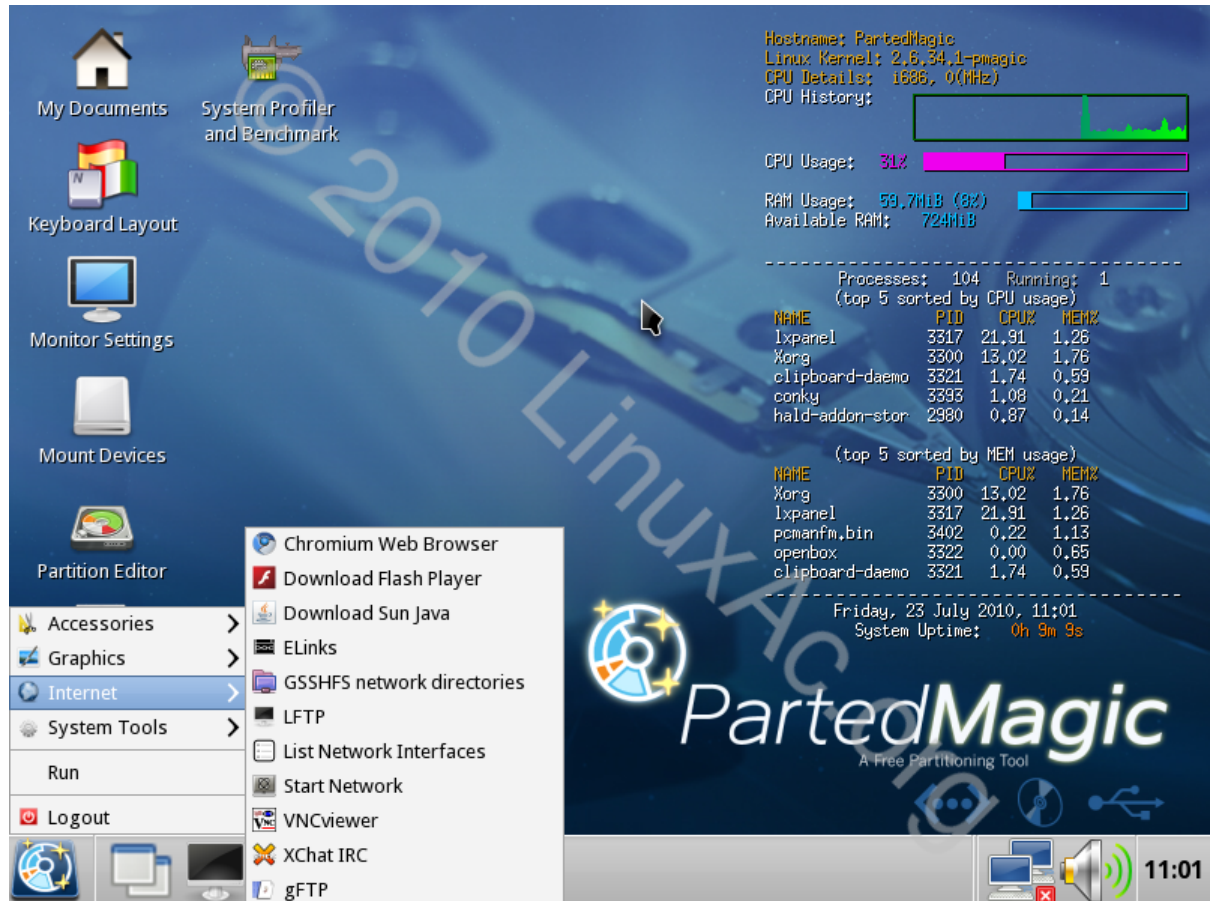 My Documents
System Profiler
and Benchmark
Keyboard Layout
Monitor Settings
Mount Devices
Partition Editor
Hostname: PartedMagic
Linux Kernel: 2.6.34.1-pmagic
CPU Details: i686, 0(MHz)
CPU History:
CPU Usage: 31%
RAM Usage: 59.7MiB (8%)
Available RAM: 724MiB
Processes: 104 Running: 1
(top 5 sorted by CPU usage)
NAME PID CPU% MEM%
lxpanel 3317 21.91 1.26
Xorg 3300 13.02 1.76
clipboard-daemo 3321 1.74 0.59
conky 3393 1.08 0.21
hald-addon-stor 2980 0.87 0.14
(top 5 sorted by MEM usage)
NAME PID CPU% MEM%
Xorg 3300 13.02 1.76
lxpanel 3317 21.91 1.26
pcmanfm.bin 3402 0.22 1.13
openbox 3322 0.00 0.65
clipboard-daemo 3321 1.74 0.59
Friday, 23 July 2010, 11:01
System Uptime: 0h 9m 9s
© 2010 LinuxAc.org
PartedMagic
A Free Partitioning Tool
Accessories
Graphics
Internet
System Tools
Run
Logout
Chromium Web Browser
Download Flash Player
Download Sun Java
ELinks
GSSHFS network directories
LFTP
List Network Interfaces
Start Network
VNCviewer
XChat IRC
gFTP
11:01